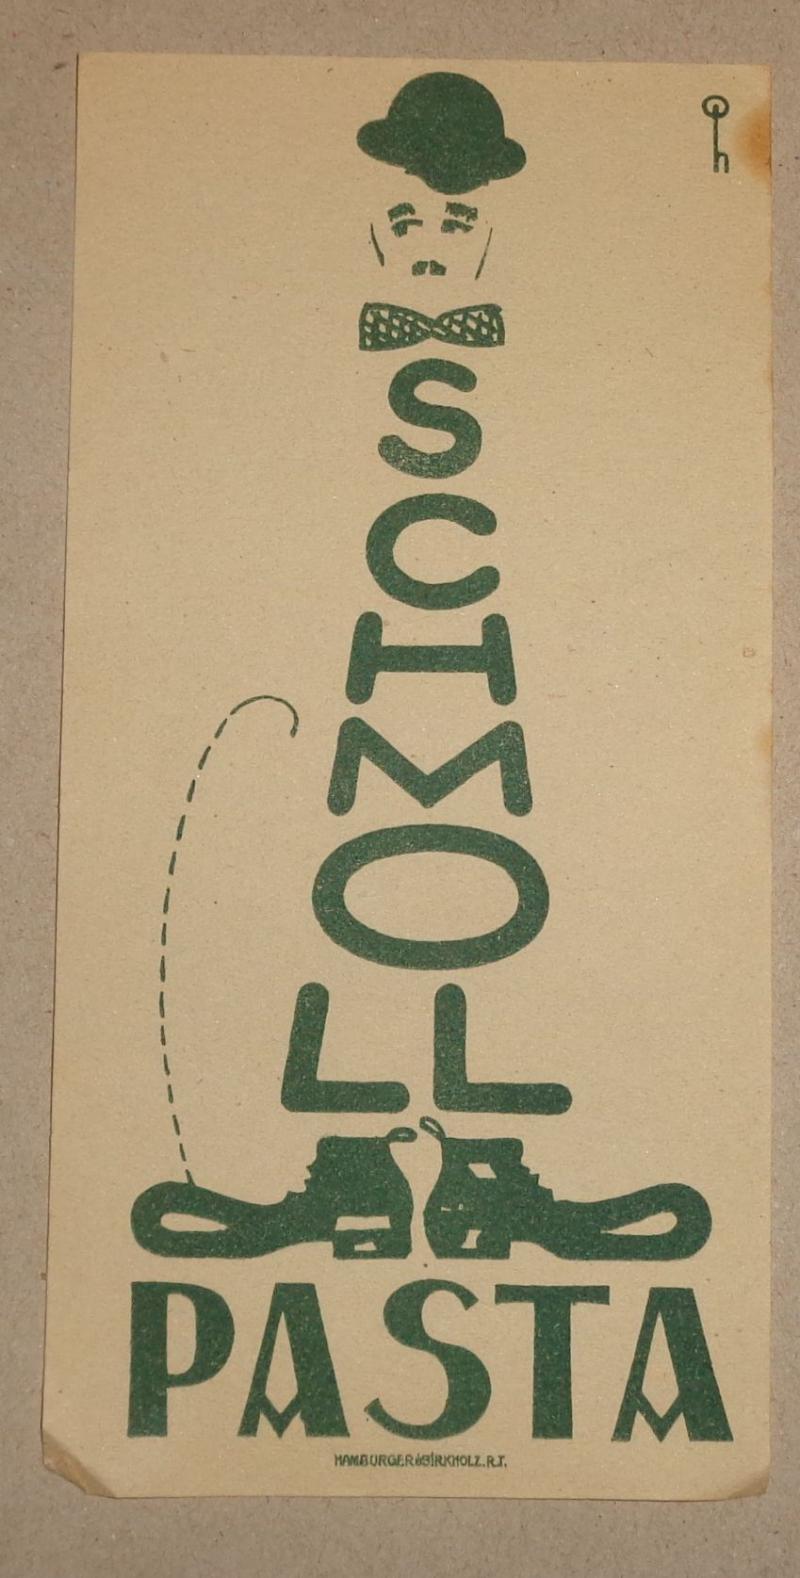 SCHMOLL
PASTA
HAMBURGER és BIRKHOLZ. R.T.